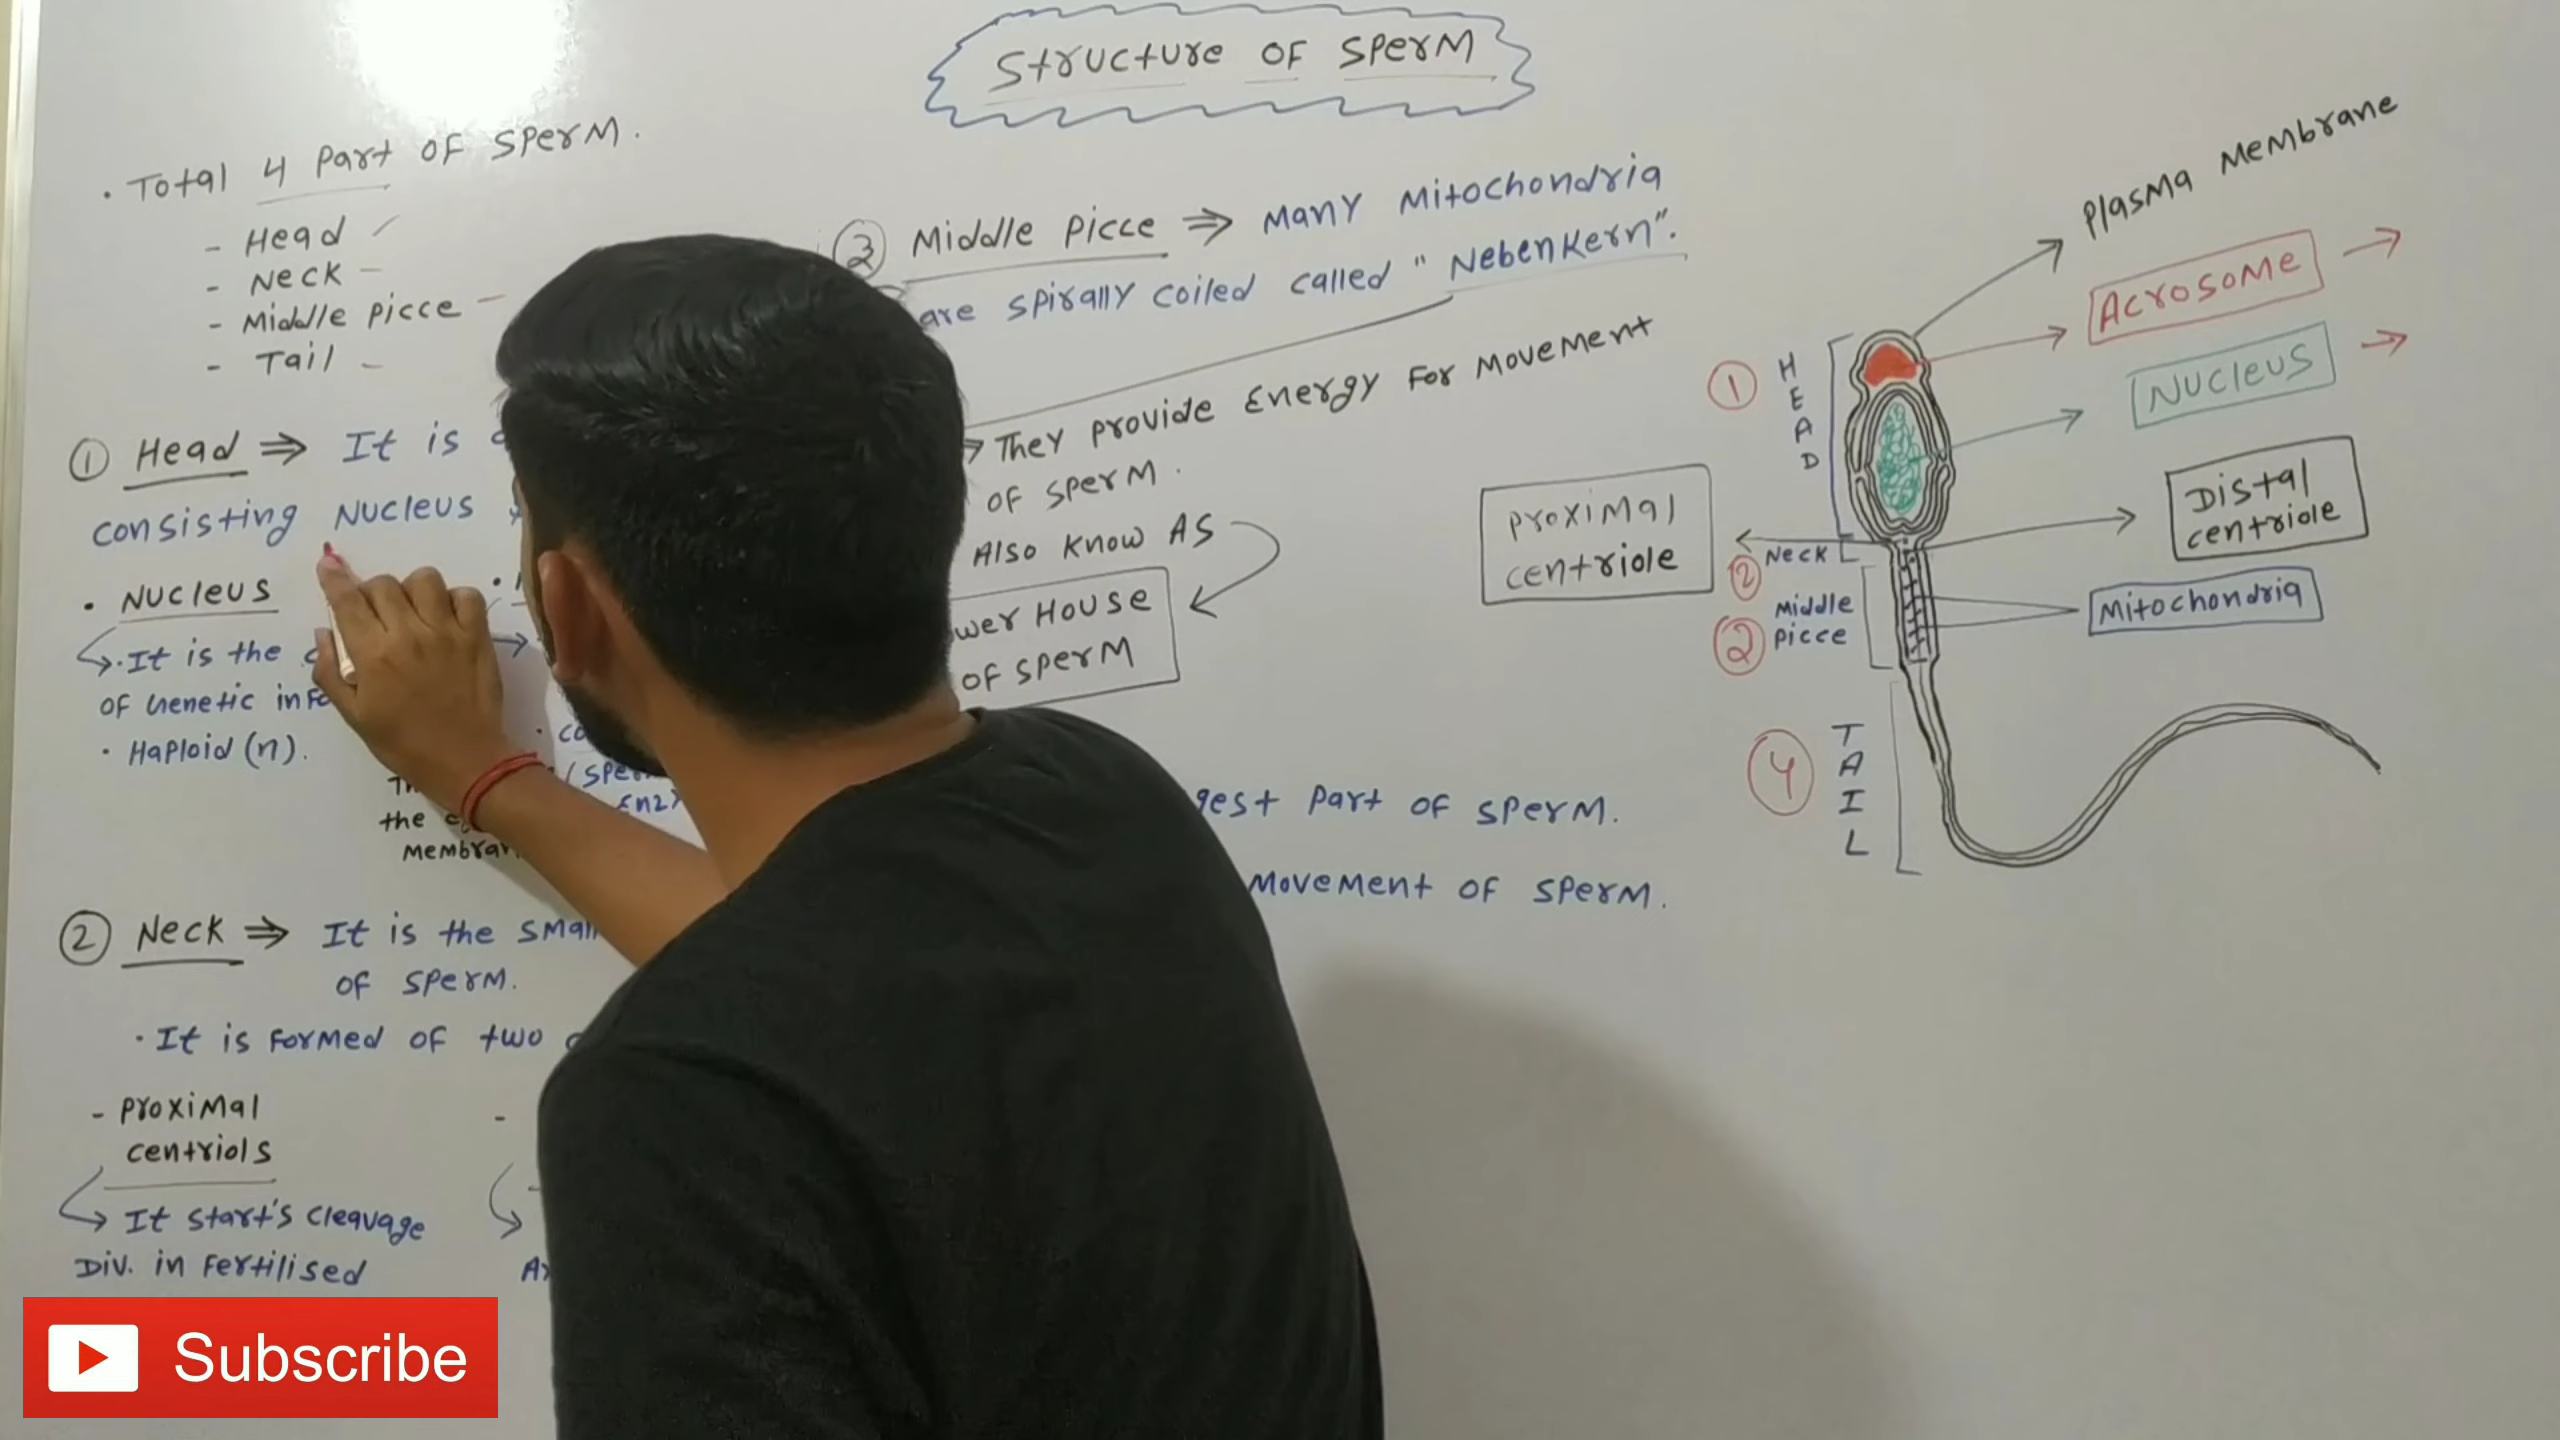 Structure of sperm
• Total 4 Part of sperm.
- Head
- Neck
- Middle Picce
- Tail
① Head ⇒ It is
consisting Nucleus
• Nucleus
• It is the
of Genetic
• Haploid (n).
the
② Neck ⇒ It is the
of sperm.
• It is formed of two
- Proximal
centriols
→ It start's cleavage
Div. in Fertilised
③ Middle Picce ⇒ Many Mitochondria
are spirally coiled called "NebenKern".
→ They provide Energy for movement
of sperm.
Also Know As
House
of sperm
Part of sperm.
Movement of sperm.
Plasma Membrane
Acrosome →
Nucleus →
Distal
centriole
Mitochondria
Proximal
centriole
① HEAD
② Neck
② Middle
Picce
4 TAIL
Subscribe